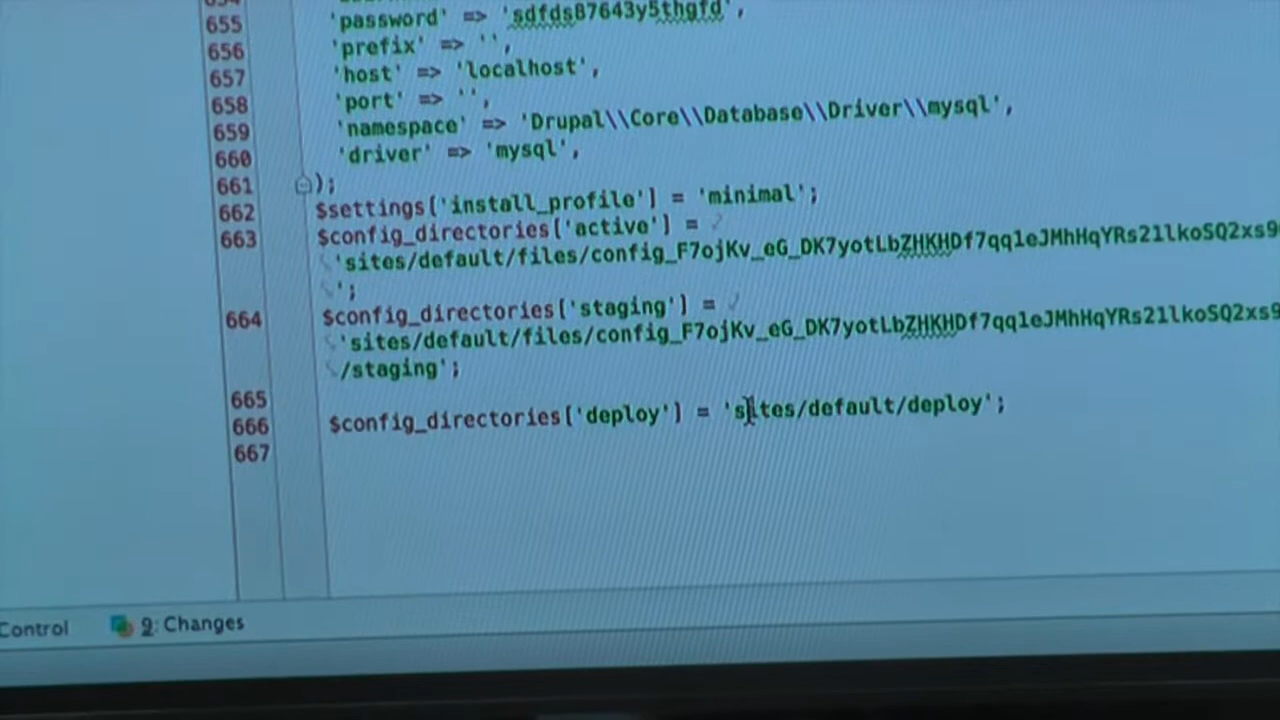 655 'password' => 'sdfds87643y5thgfd',
656 'prefix' => '',
657 'host' => 'localhost',
658 'port' => '',
659 'namespace' => 'Drupal\\Core\\Database\\Driver\\mysql',
660 'driver' => 'mysql',
661 );
662 $settings['install_profile'] = 'minimal';
663 $config_directories['active'] =
'sites/default/files/config_F7ojKv_eG_DK7yotLbZHKHDf7qq1eJMhHqYRs21lkoSQ2xs9
';
664 $config_directories['staging'] =
'sites/default/files/config_F7ojKv_eG_DK7yotLbZHKHDf7qq1eJMhHqYRs21lkoSQ2xs9
/staging';
665
666 $config_directories['deploy'] = 'sites/default/deploy';
667
Control 9: Changes